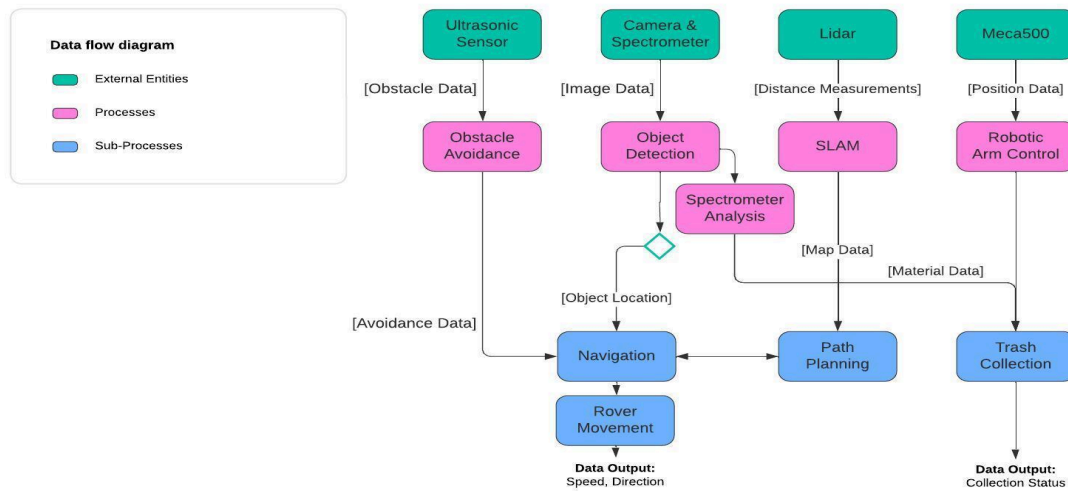 Data flow diagram
External Entities
Processes
Sub-Processes
Ultrasonic
Sensor
Camera &
Spectrometer
Lidar
Meca500
[Obstacle Data]
[Image Data]
[Distance Measurements]
[Position Data]
Obstacle
Avoidance
Object
Detection
SLAM
Robotic
Arm Control
Spectrometer
Analysis
[Map Data]
[Material Data]
[Object Location]
[Avoidance Data]
Navigation
Path
Planning
Trash
Collection
Rover
Movement
Data Output:
Speed, Direction
Data Output:
Collection Status